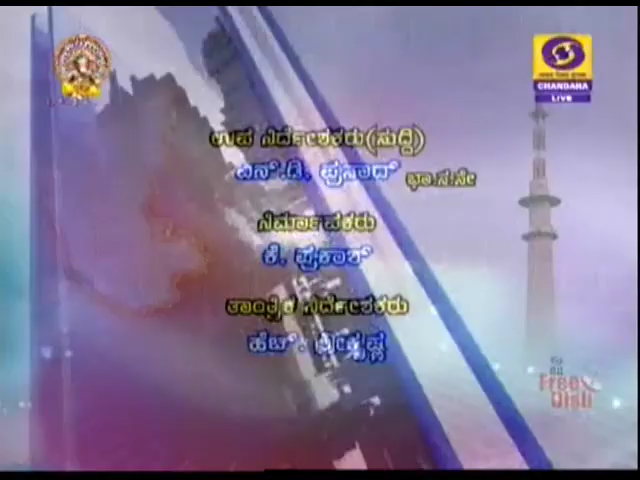 CHANDANA
LIVE
ಉಪ ನಿರ್ದೇಶಕರು(ಸುದ್ದಿ)
ಎನ್.ಡಿ. ಪ್ರಸಾದ್ ಭಾ.ಸ.ಸೇ
ನಿರ್ಮಾಪಕರು
ಕೆ. ಪ್ರಕಾಶ್
ತಾಂತ್ರಿಕ ನಿರ್ದೇಶಕರು
ಹೆಚ್. ಶ್ರೀಕೃಷ್ಣ
Free
Dish